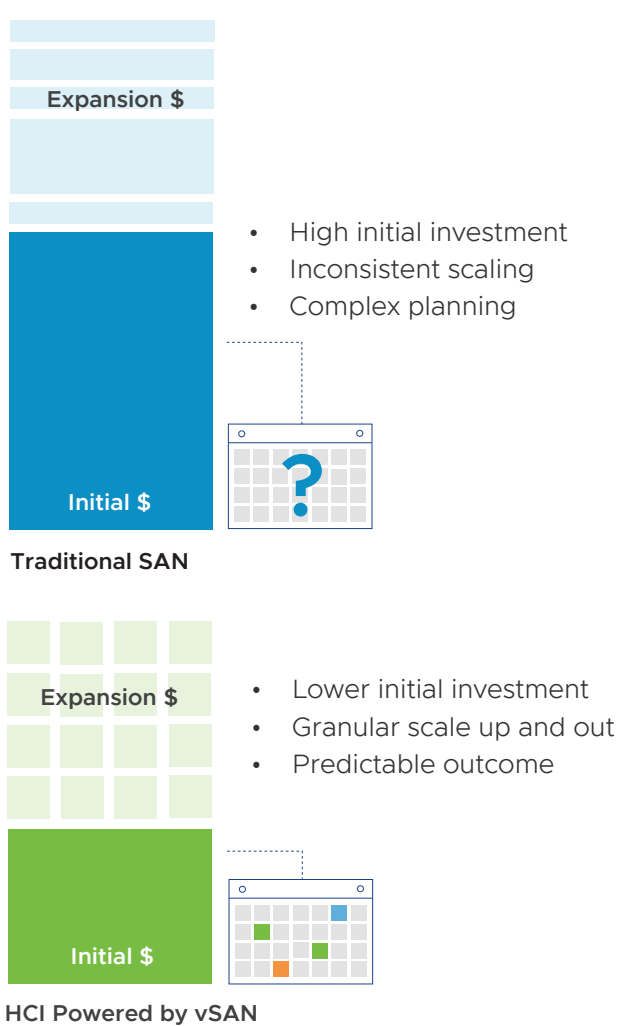 Expansion $
• High initial investment
• Inconsistent scaling
• Complex planning
?
Initial $
Traditional SAN
Expansion $
• Lower initial investment
• Granular scale up and out
• Predictable outcome
Initial $
HCI Powered by vSAN